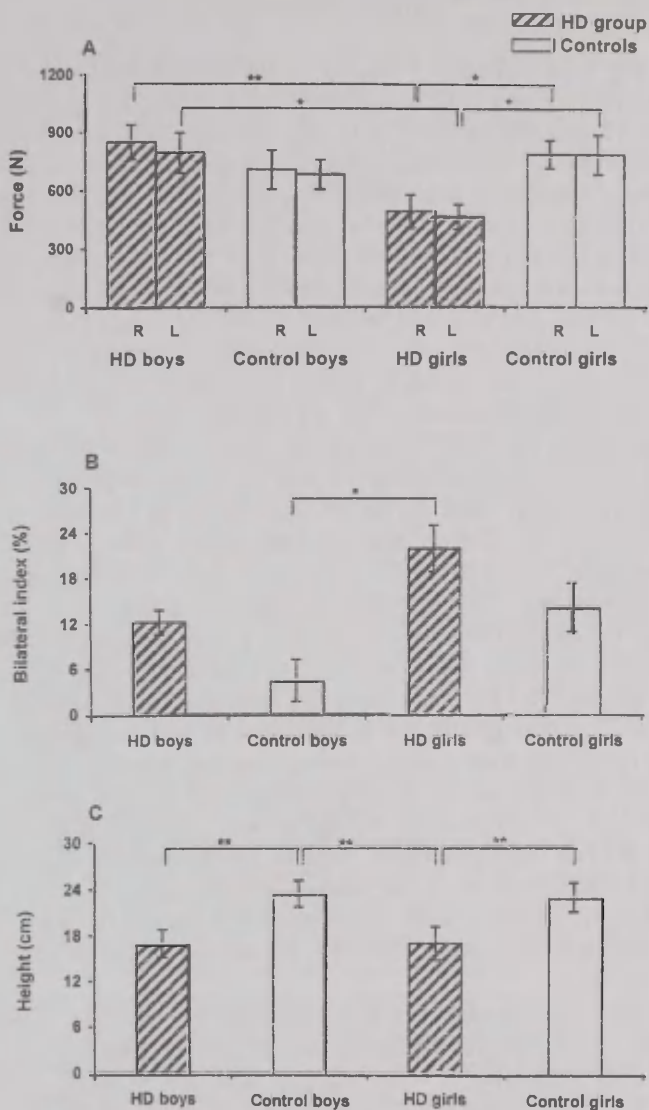 HD group
Controls
A
1200
** *
* *
900
600
300
0
Force (N)
R L R L R L R L
HD boys Control boys HD girls Control girls
B
30
*
24
18
12
6
0
Bilateral index (%)
HD boys Control boys HD girls Control girls
C
30
** ** **
24
18
12
6
0
Height (cm)
HD boys Control boys HD girls Control girls